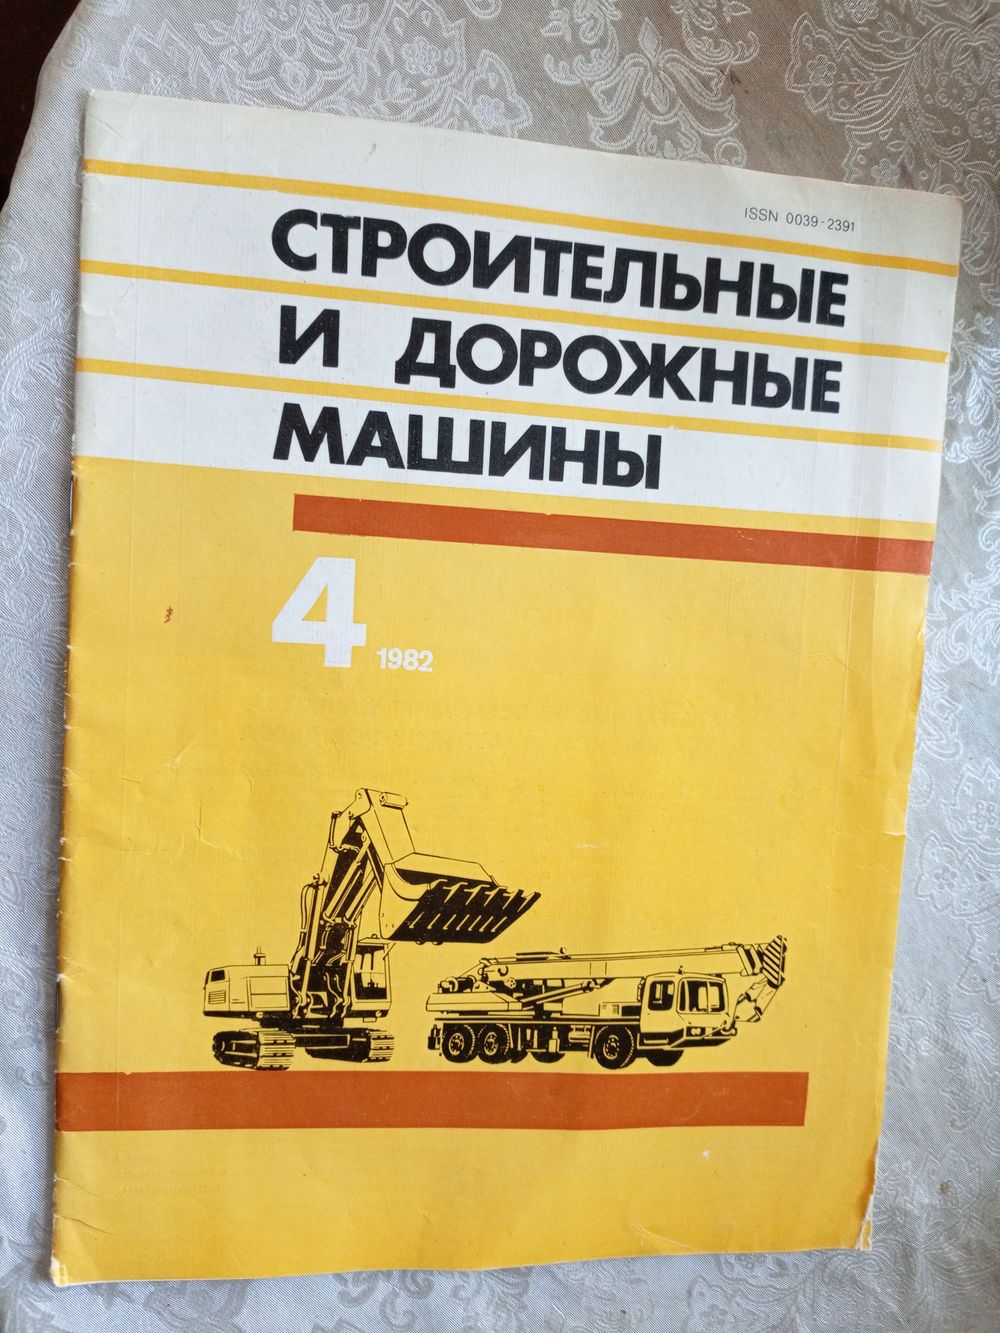 ISSN 0039-2391
СТРОИТЕЛЬНЫЕ
И ДОРОЖНЫЕ
МАШИНЫ
4 1982